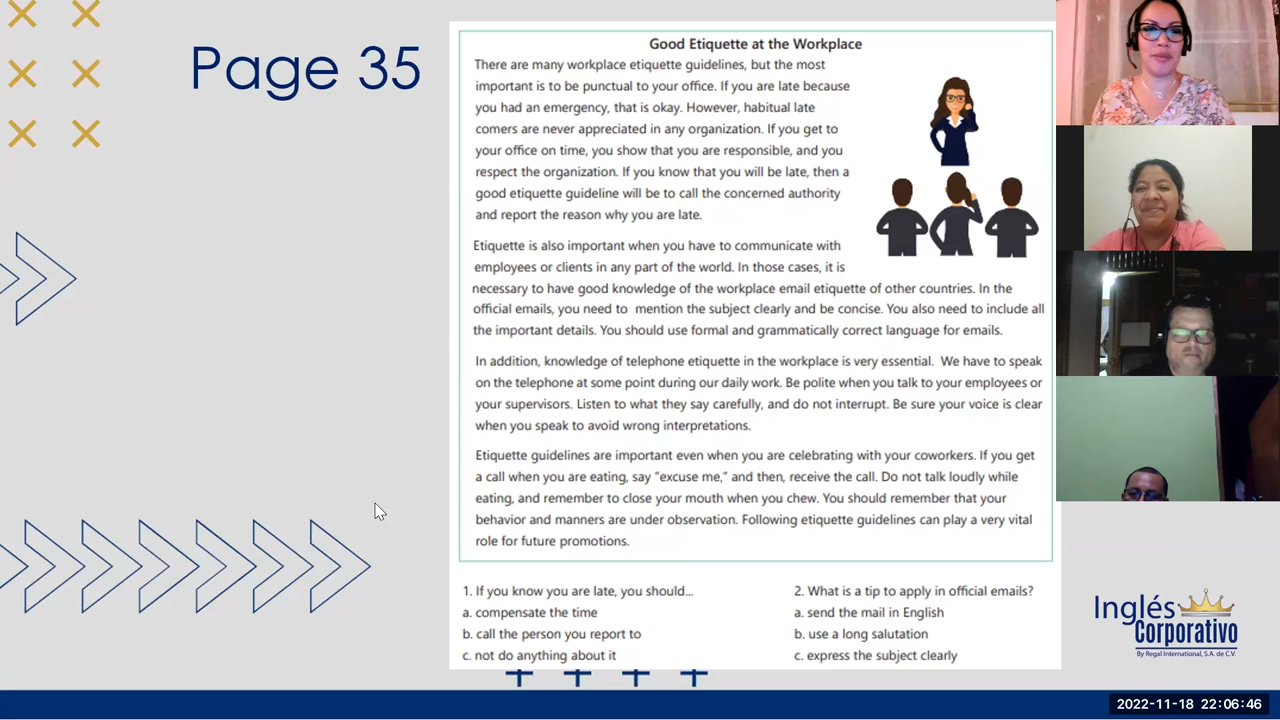 Page 35
Good Etiquette at the Workplace
There are many workplace etiquette guidelines, but the most
important is to be punctual to your office. If you are late because
you had an emergency, that is okay. However, habitual late
comers are never appreciated in any organization. If you get to
your office on time, you show that you are responsible, and you
respect the organization. If you know that you will be late, then a
good etiquette guideline will be to call the concerned authority
and report the reason why you are late.
Etiquette is also important when you have to communicate with
employees or clients in any part of the world. In those cases, it is
necessary to have good knowledge of the workplace email etiquette of other countries. In the
official emails, you need to mention the subject clearly and be concise. You also need to include all
the important details. You should use formal and grammatically correct language for emails.
In addition, knowledge of telephone etiquette in the workplace is very essential. We have to speak
on the telephone at some point during our daily work. Be polite when you talk to your employees or
your supervisors. Listen to what they say carefully, and do not interrupt. Be sure your voice is clear
when you speak to avoid wrong interpretations.
Etiquette guidelines are important even when you are celebrating with your coworkers. If you get
a call when you are eating, say “excuse me,” and then, receive the call. Do not talk loudly while
eating, and remember to close your mouth when you chew. You should remember that your
behavior and manners are under observation. Following etiquette guidelines can play a very vital
role for future promotions.
1. If you know you are late, you should...
a. compensate the time
b. call the person you report to
c. not do anything about it
2. What is a tip to apply in official emails?
a. send the mail in English
b. use a long salutation
c. express the subject clearly
Inglés
Corporativo
By Regal International, S.A. de C.V.
2022-11-18 22:06:46